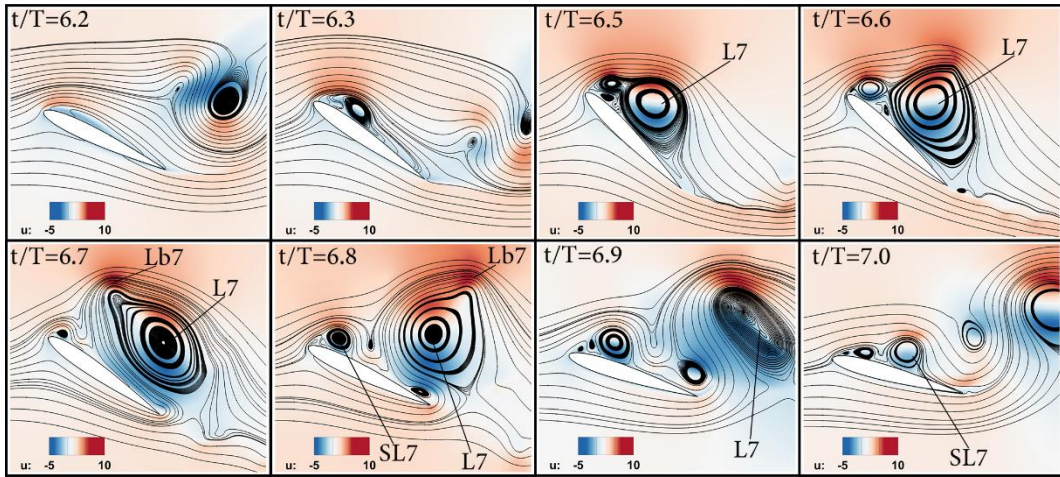 t/T=6.2
u: -5 10
t/T=6.3
u: -5 10
t/T=6.5
L7
u: -5 10
t/T=6.6
L7
u: -5 10
t/T=6.7
Lb7
L7
u: -5 10
t/T=6.8
Lb7
SL7
L7
u: -5 10
t/T=6.9
L7
u: -5 10
t/T=7.0
SL7
u: -5 10